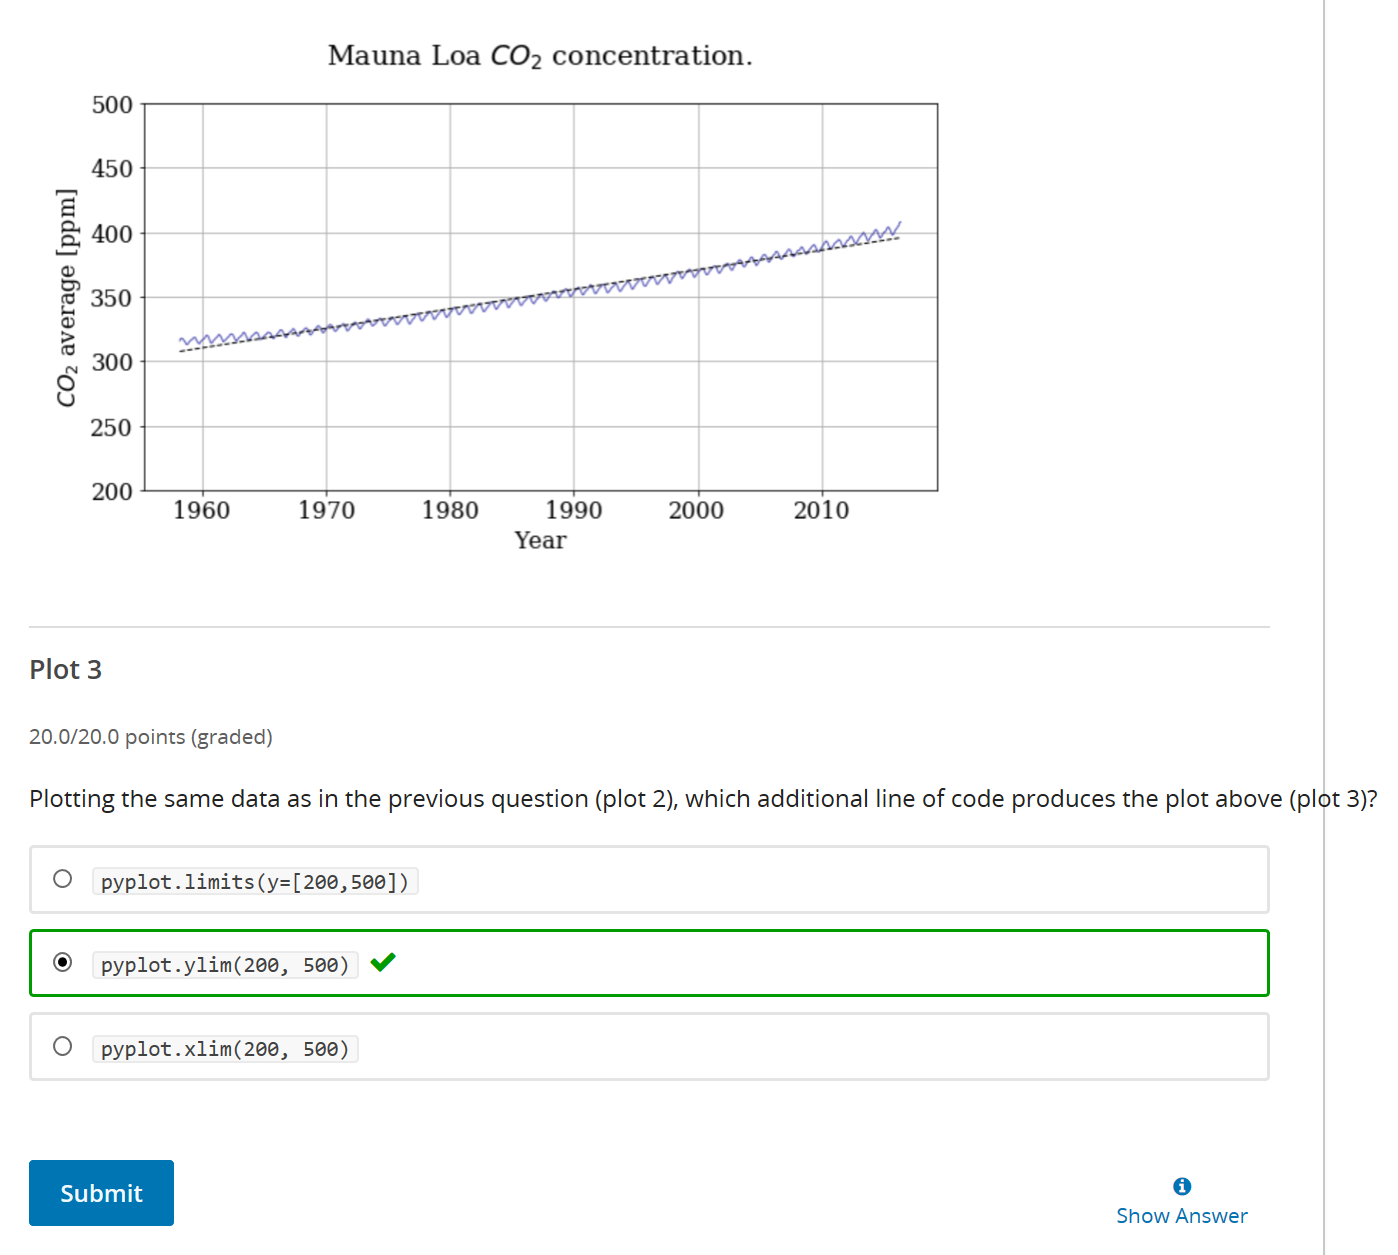 Mauna Loa CO₂ concentration.
500
450
400
350
300
250
200
CO₂ average [ppm]
1960 1970 1980 1990 2000 2010
Year
Plot 3
20.0/20.0 points (graded)
Plotting the same data as in the previous question (plot 2), which additional line of code produces the plot above (plot 3)?
pyplot.limits(y=[200,500])
pyplot.ylim(200, 500)
pyplot.xlim(200, 500)
Submit
Show Answer